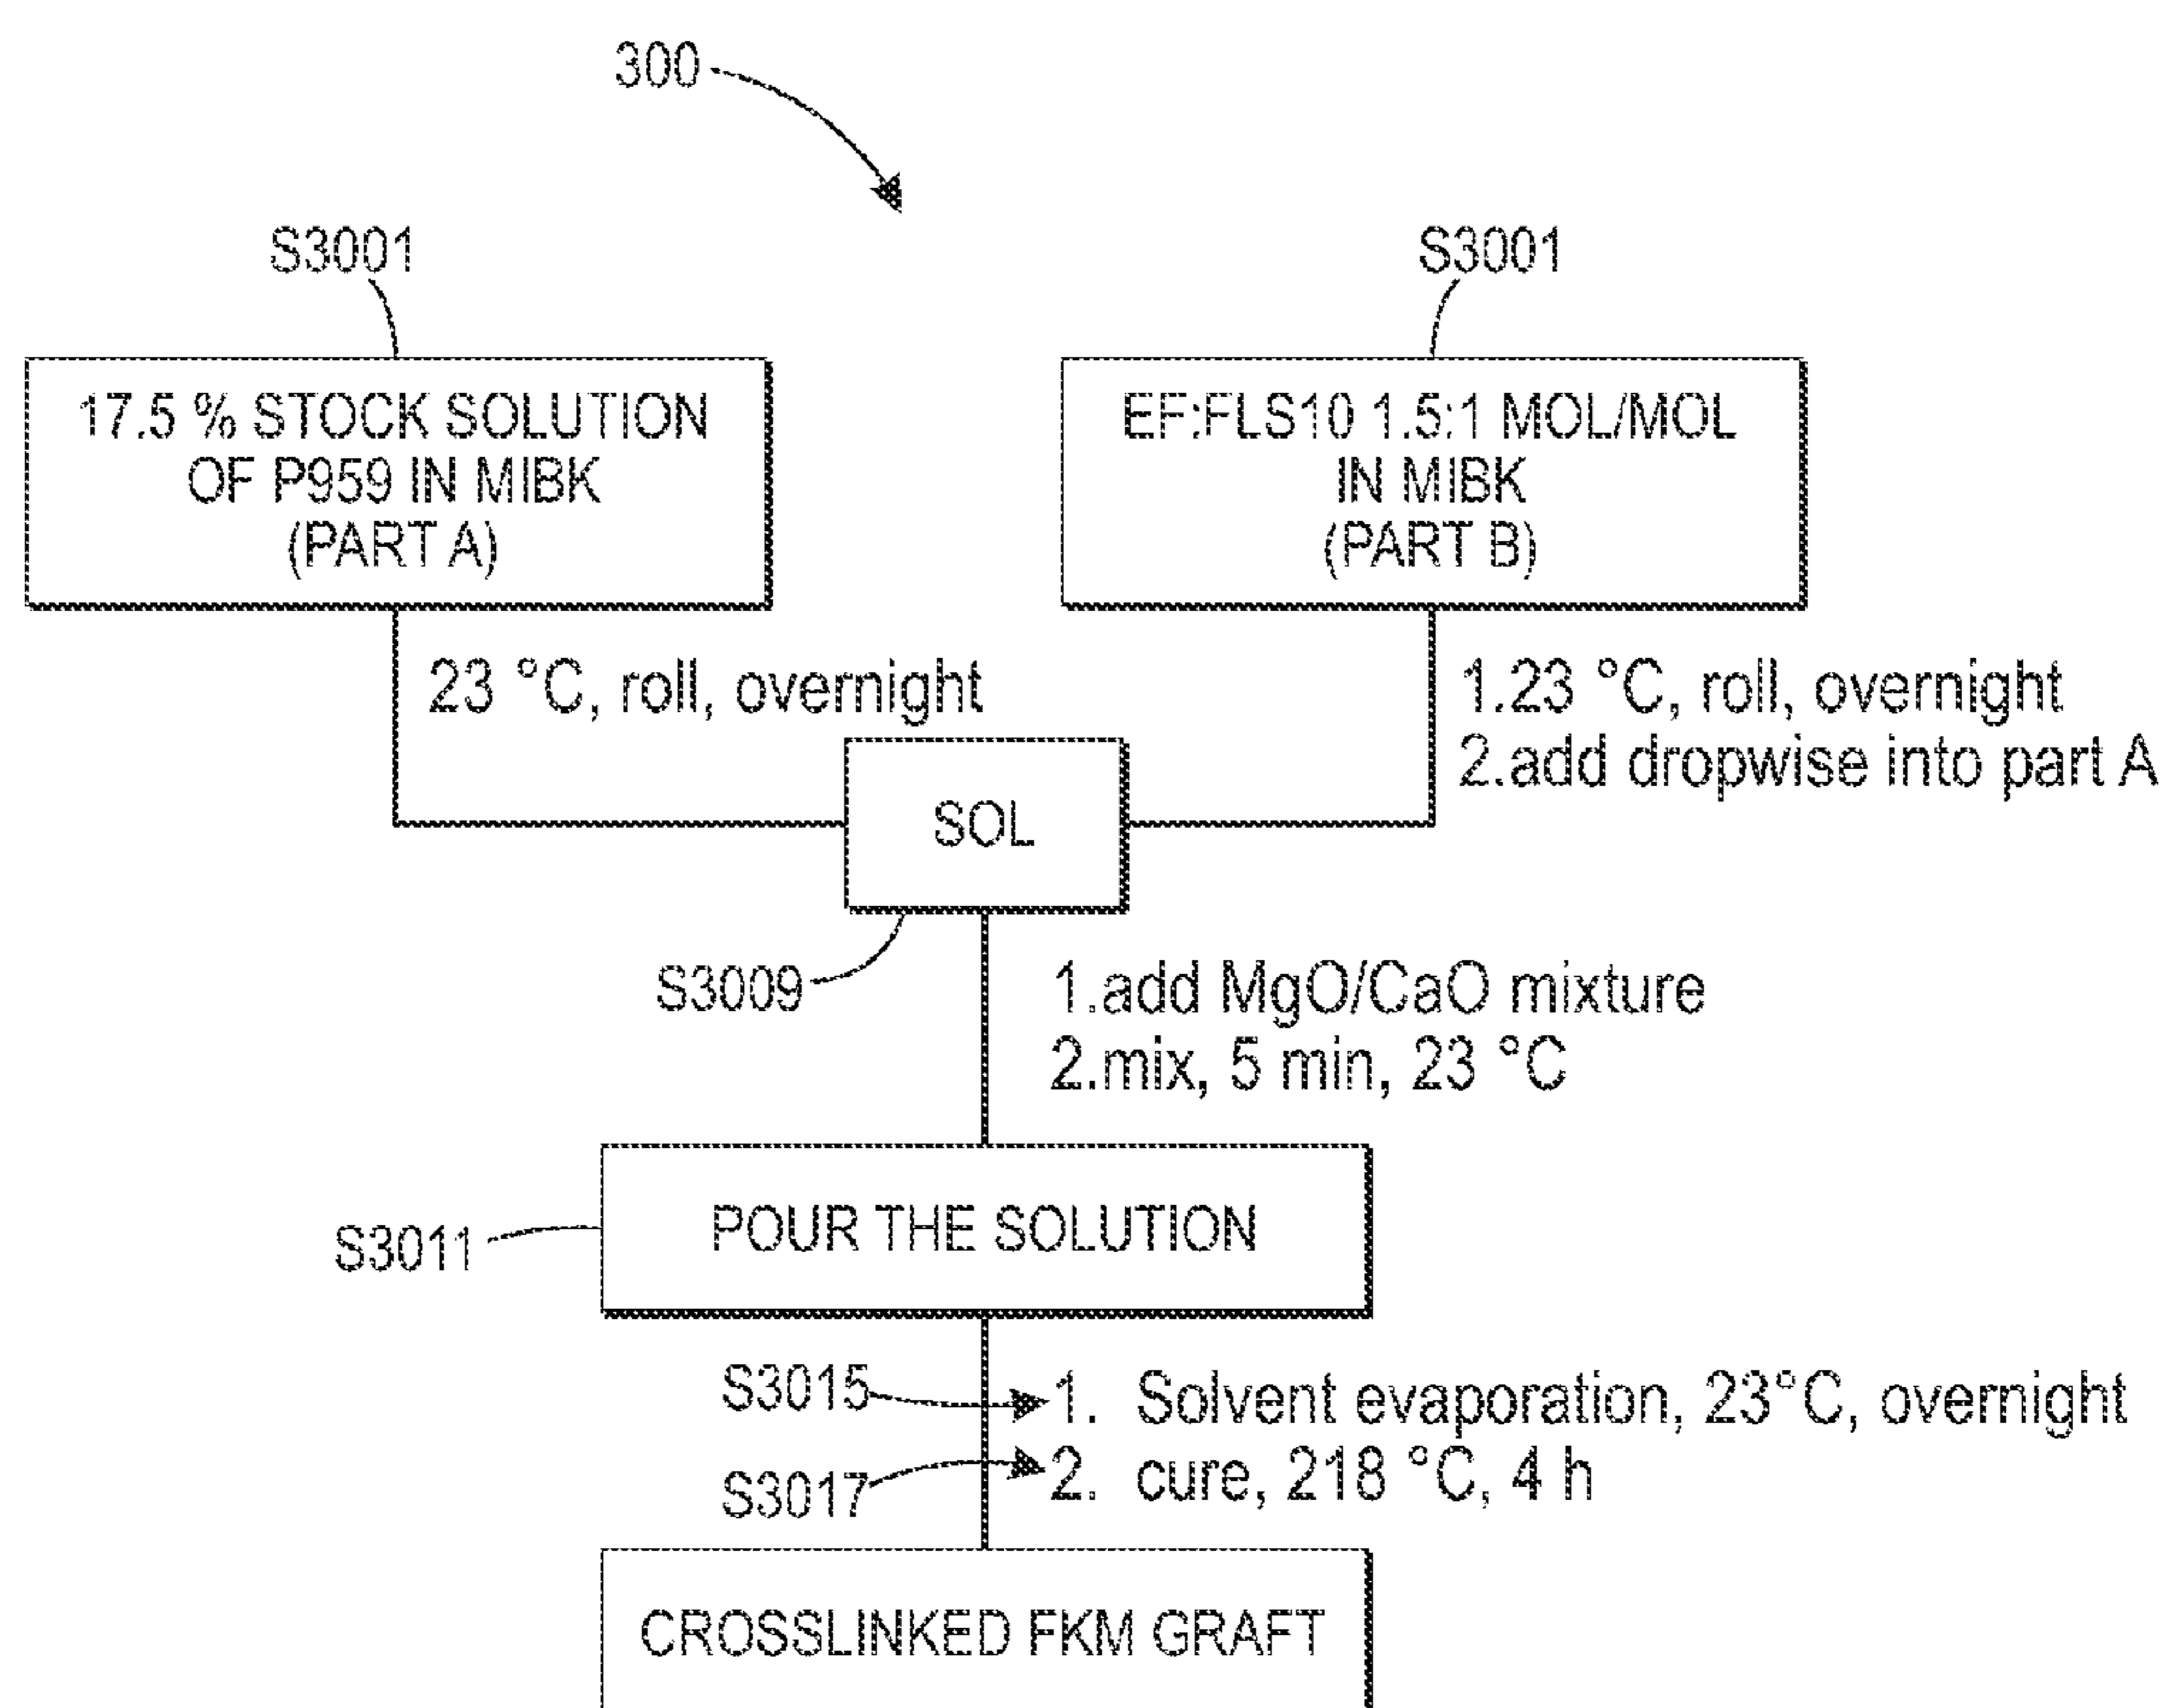 300
S3001
S3001
17.5 % STOCK SOLUTION
OF P959 IN MIBK
(PART A)
EF:FLS10 1.5:1 MOL/MOL
IN MIBK
(PART B)
23 °C, roll, overnight
1.23 °C, roll, overnight
2.add dropwise into part A
SOL
S3009
1.add MgO/CaO mixture
2.mix, 5 min, 23 °C
S3011
POUR THE SOLUTION
S3015
1. Solvent evaporation, 23°C, overnight
S3017
2. cure, 218 °C, 4 h
CROSSLINKED FKM GRAFT